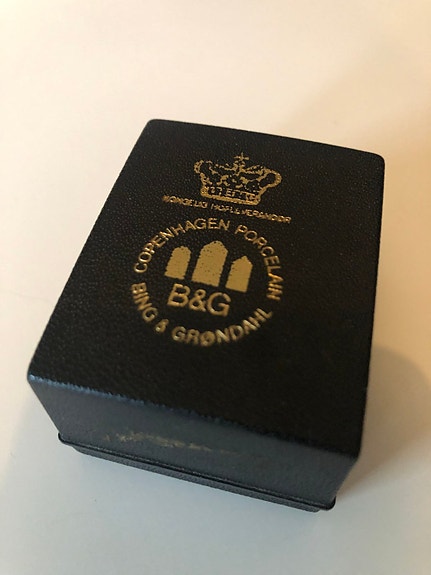 KONGELIG HOFLEVERANDØR
COPENHAGEN PORCELAIN
B&G
BING & GRØNDAHL